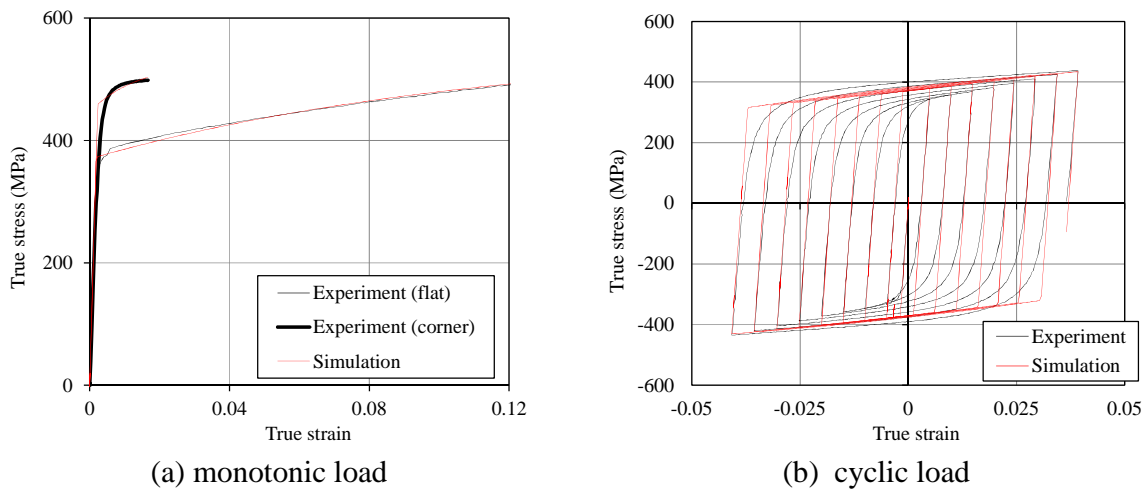 600
400
200
0
0
0.04
0.08
0.12
True stress (MPa)
True strain
Experiment (flat)
Experiment (corner)
Simulation
(a) monotonic load
600
400
200
0
-200
-400
-600
-0.05
-0.025
0
0.025
0.05
True stress (MPa)
True strain
Experiment
Simulation
(b) cyclic load